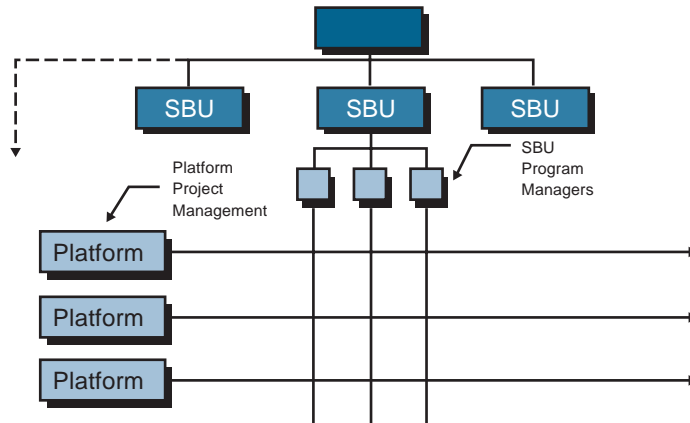 SBU
SBU
SBU
Platform
Project
Management
SBU
Program
Managers
Platform
Platform
Platform